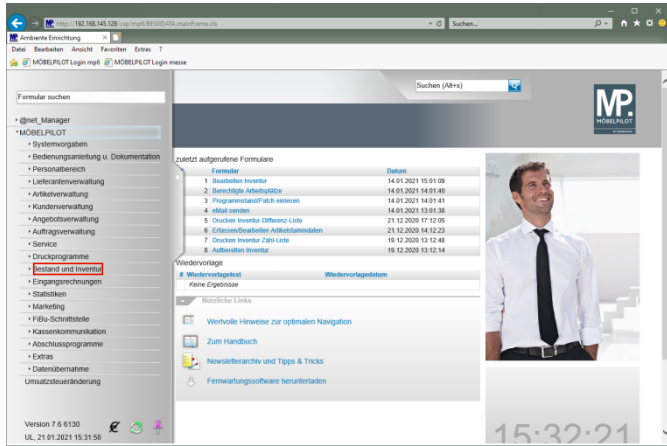 http://192.168.145.128/csp/mp6/BEWIDATA.mainFrame.cls
Suchen...
Ambiente Einrichtung
Datei Bearbeiten Ansicht Favoriten Extras ?
MÖBELPILOT Login mp6 MÖBELPILOT Login messe
Suchen (Alt+s)
Formular suchen
MP.
MÖBELPILOT
@net_Manager
MÖBELPILOT
Systemvorgaben
Bedienungsanleitung u. Dokumentation
Personalbereich
Lieferantenverwaltung
Artikelverwaltung
Kundenverwaltung
Angebotsverwaltung
Auftragsverwaltung
Service
Druckprogramme
Bestand und Inventur
Eingangsrechnungen
Statistiken
Marketing
FiBu-Schnittstelle
Kassenkommunikation
Abschlussprogramme
Extras
Datenübernahme
Umsatzsteueränderung
Version 7.6 6130
UL, 21.01.2021 15:31:50
zuletzt aufgerufene Formulare
Formular Datum
1 Bearbeiten Inventur 14.01.2021 15:01:09
2 Berechtigte Arbeitsplätze 14.01.2021 14:01:40
3 Programmstand/Patch einlesen 14.01.2021 14:01:41
4 eMail senden 14.01.2021 13:01:38
5 Drucken Inventur-Differenz-Liste 21.12.2020 17:12:05
6 Erfassen/Bearbeiten Artikelstammdaten 21.12.2020 14:12:23
7 Drucken Inventur Zähl-Liste 19.12.2020 13:12:48
8 Aufbereiten Inventur 19.12.2020 13:12:14
Wiedervorlage
# Wiedervorlagetext Wiedervorlagedatum
Keine Ergebnisse
Nützliche Links
Wertvolle Hinweise zur optimalen Navigation
Zum Handbuch
Newsletterarchiv und Tipps & Tricks
Fernwartungssoftware herunterladen
15:32:21